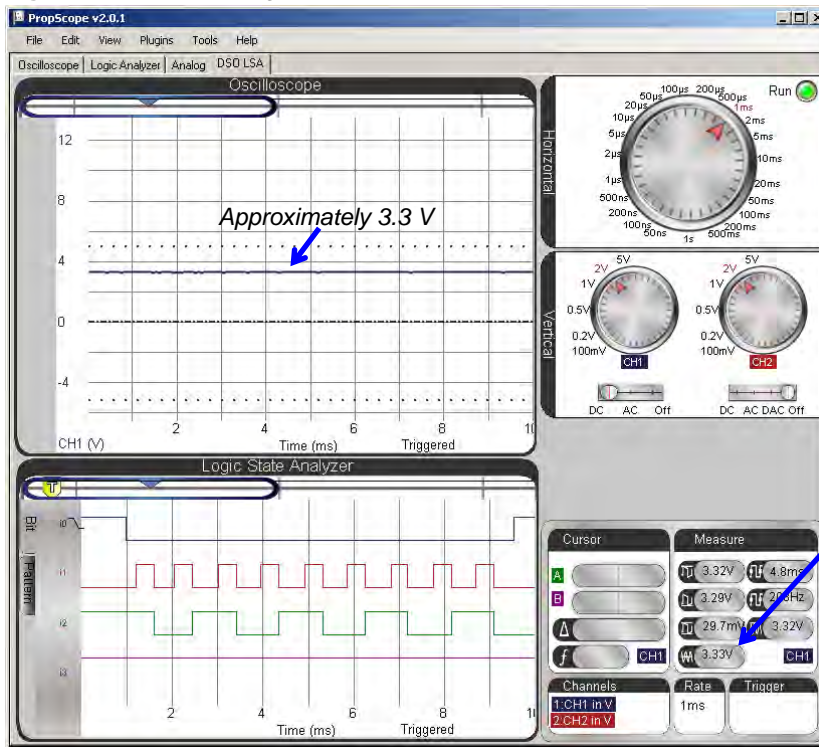 PropScope v2.0.1
File Edit View Plugins Tools Help
Oscilloscope Logic Analyzer Analog DSO LSA
Oscilloscope
12
8
4
0
-4
Approximately 3.3 V
2 4 6 8 10
CH1 (V) Time (ms) Triggered
Horizontal
Run
100µs 200µs
50µs 500µs
20µs 1ms
10µs 2ms
5µs 5ms
2µs 10ms
1µs 20ms
500ns 50ms
200ns 100ms
100ns 500ms
50ns 1s
Vertical
5V 5V
2V 2V
1V 1V
0.5V 0.5V
0.2V 0.2V
100mV 100mV
CH1 CH2
DC AC Off DC AC DAC Off
Logic State Analyzer
T
Bit
Pattern
i0
i1
i2
i3
2 4 6 8
Time (ms) Triggered
Cursor
A
B
Δ
f CH1
Measure
3.32V 4.8ms
3.29V
29.7mV 3.32V
3.33V CH1
Channels
1:CH1 in V
2:CH2 in V
Rate
1ms
Trigger